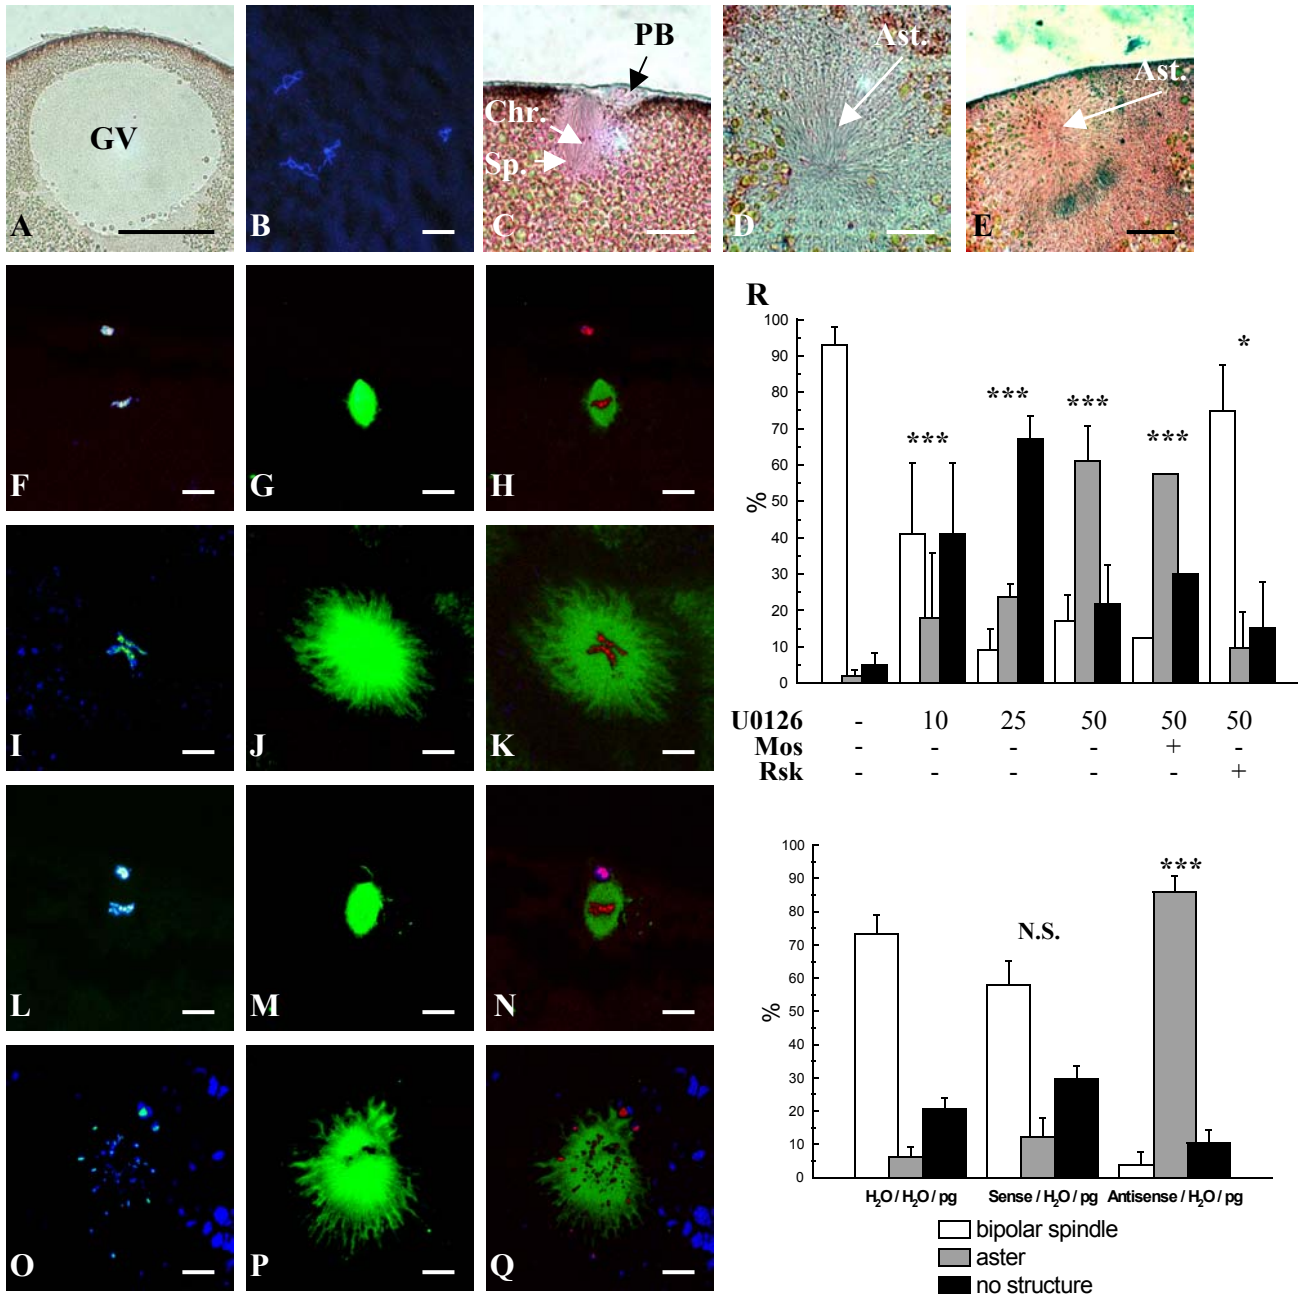 PB
Ast.
GV
Chr.
Sp.
Ast.
A
B
C
D
E
R
F
G
H
100
90
80
70
60
50
40
30
20
10
0
%
***
***
***
***
*
I
J
K
U0126 - 10 25 50 50 50
Mos - - - - + -
Rsk - - - - - +
L
M
N
100
90
80
70
60
50
40
30
20
10
0
%
N.S.
***
H2O / H2O / pg Sense / H2O / pg Antisense / H2O / pg
O
P
Q
bipolar spindle
aster
no structure